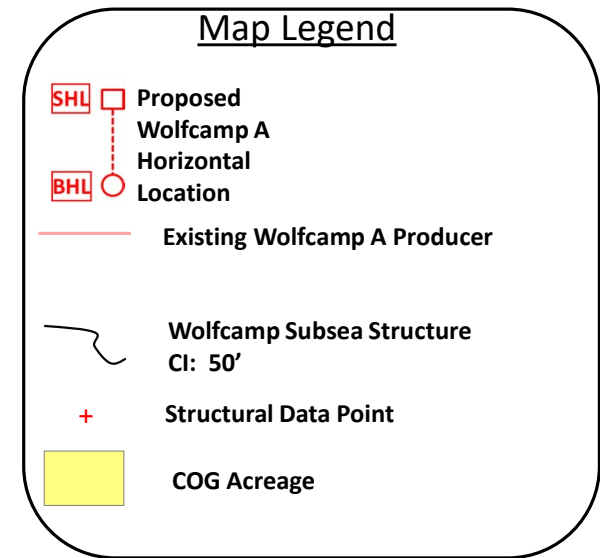 Map Legend
SHL Proposed
Wolfcamp A
Horizontal
BHL Location
Existing Wolfcamp A Producer
Wolfcamp Subsea Structure
CI: 50’
Structural Data Point
COG Acreage